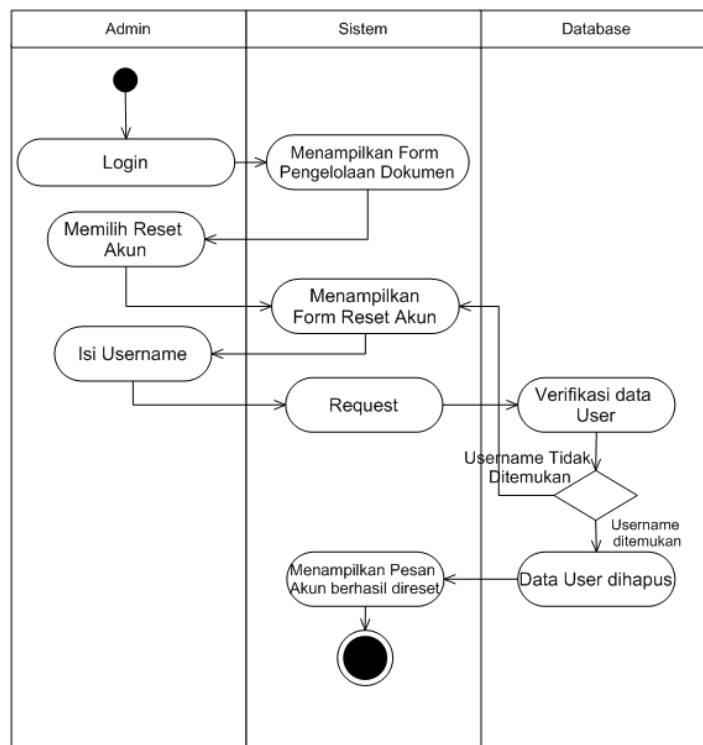 Admin
Sistem
Database
Login
Menampilkan Form
Pengelolaan Dokumen
Memilih Reset
Akun
Menampilkan
Form Reset Akun
Isi Username
Request
Verifikasi data
User
Username Tidak
Ditemukan
Username
ditemukan
Menampilkan Pesan
Akun berhasil direset
Data User dihapus